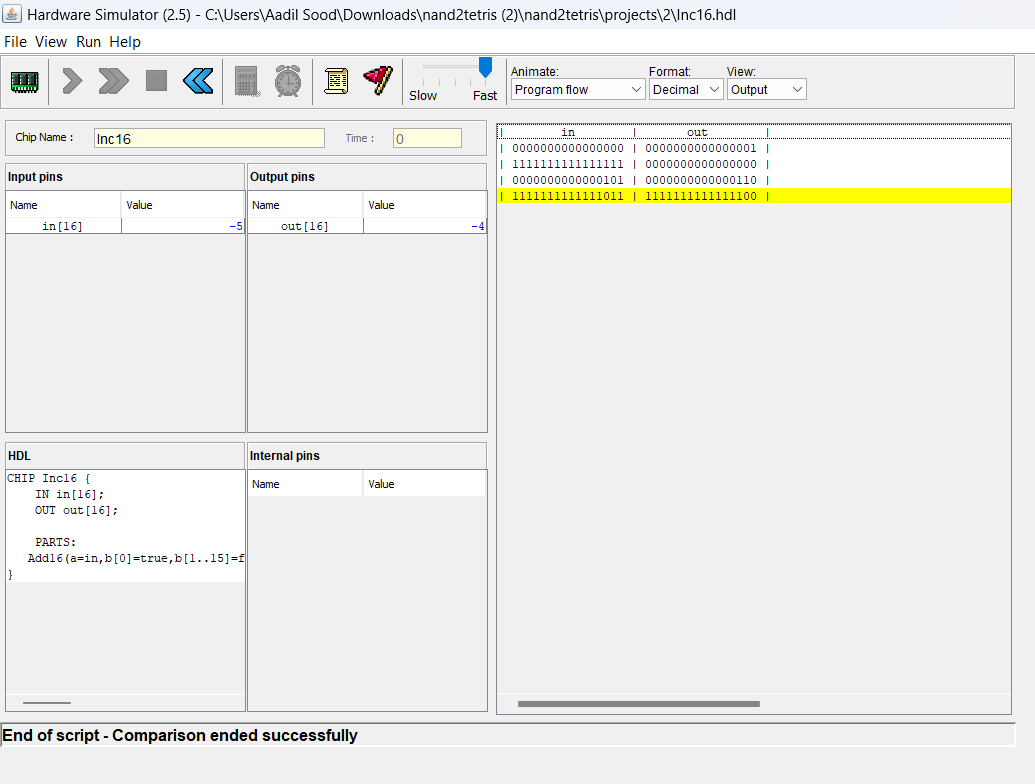 Hardware Simulator (2.5) - C:\Users\Aadil Sood\Downloads\nand2tetris (2)\nand2tetris\projects\2\Inc16.hdl
File View Run Help
Slow Fast
Animate: Format: View:
Program flow Decimal Output
Chip Name : Inc16 Time : 0
Input pins
Name Value
in[16] -5
Output pins
Name Value
out[16] -4
HDL
CHIP Inc16 {
IN in[16];
OUT out[16];
PARTS:
Add16(a=in,b[0]=true,b[1..15]=f
}
Internal pins
Name Value
| in | out |
| 0000000000000000 | 0000000000000001 |
| 1111111111111111 | 0000000000000000 |
| 0000000000000101 | 0000000000000110 |
| 1111111111111011 | 1111111111111100 |
End of script - Comparison ended successfully